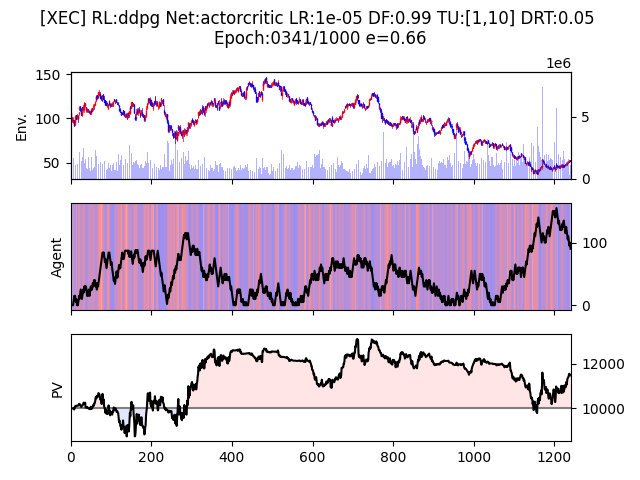 [XEC] RL:ddpg Net:actorcritic LR:1e-05 DF:0.99 TU:[1,10] DRT:0.05
Epoch:0341/1000 e=0.66
1e6
150
100
50
Env.
5
0
Agent
100
0
PV
12000
10000
0 200 400 600 800 1000 1200